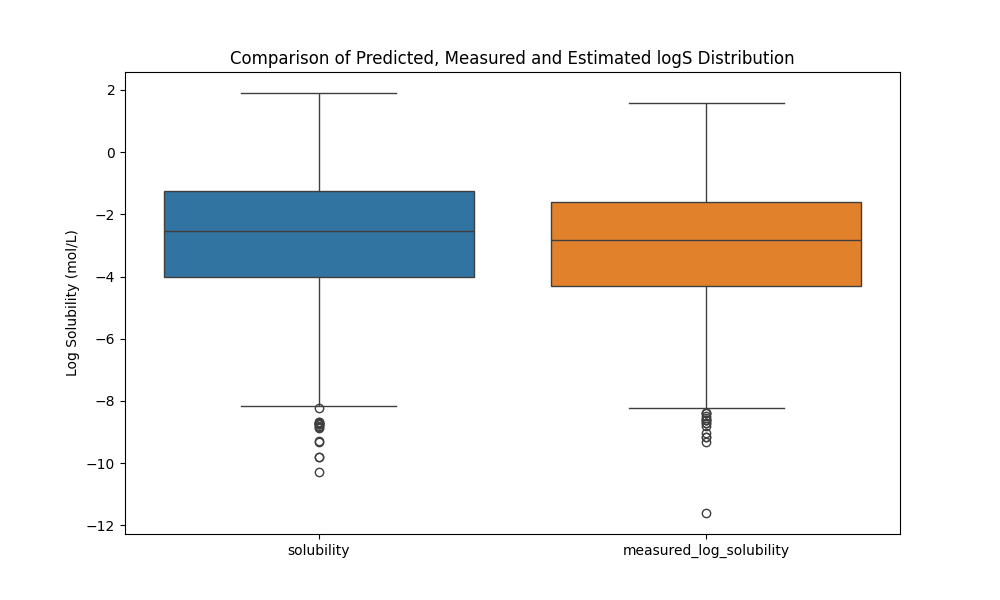 Comparison of Predicted, Measured and Estimated logS Distribution
2
0
−2
−4
−6
−8
−10
−12
Log Solubility (mol/L)
solubility
measured_log_solubility